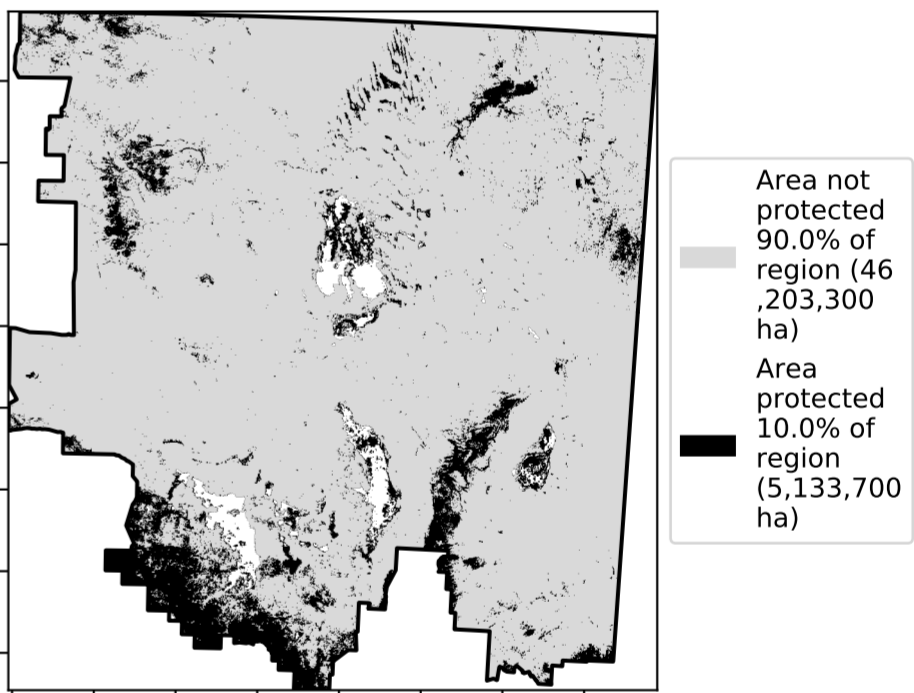 Area not
protected
90.0% of
region (46
,203,300
ha)
Area
protected
10.0% of
region
(5,133,700
ha)